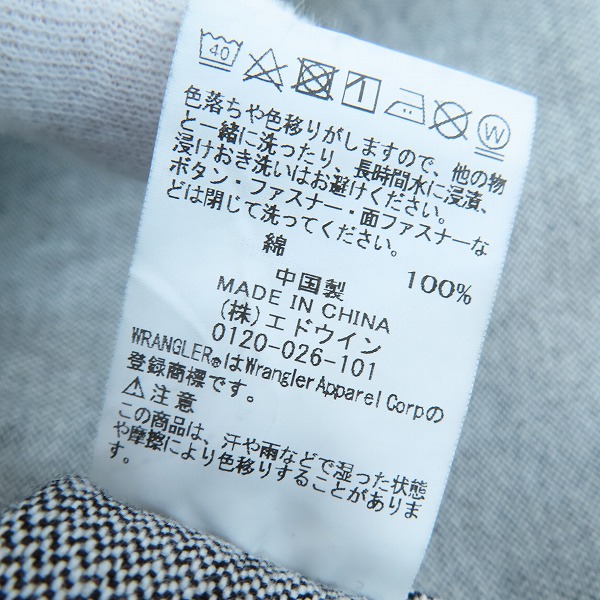 40 W
色落ちや色移りがしますので、他の物
と一緒に洗ったり、長時間水に浸漬、
浸けおき洗いはお避けください。
ボタン・ファスナー・面ファスナーな
どは閉じて洗ってください。
綿 100%
中国製
MADE IN CHINA
(株)エドウイン
0120-026-101
WRANGLER®はWrangler Apparel Corpの
登録商標です。
⚠注意
この商品は、汗や雨などで湿った状態
や摩擦により色移りすることがありま
す。